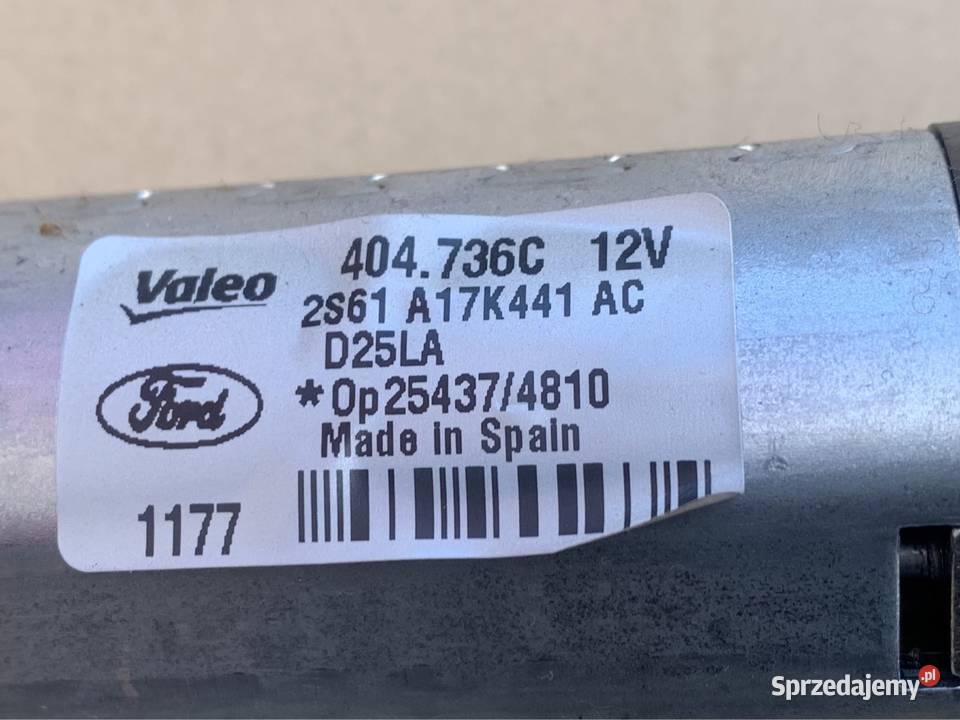 Valeo 404.736C 12V
2S61 A17K441 AC
D25LA
Ford *Op25437/4810
Made in Spain
1177
Sprzedajemy.pl